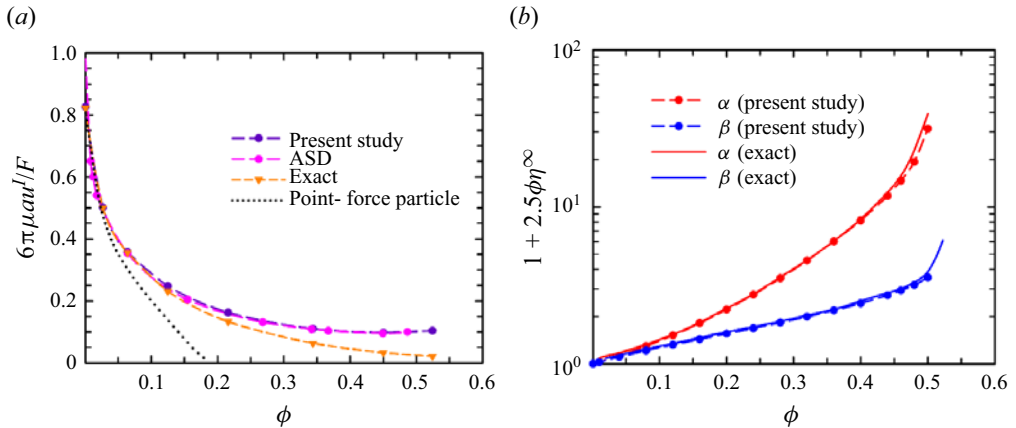 (a)
1.0
0.8
0.6
0.4
0.2
0
0.1 0.2 0.3 0.4 0.5 0.6
6πμau^I/F
ϕ
Present study
ASD
Exact
Point- force particle
(b)
10^2
10^1
10^0
0.1 0.2 0.3 0.4 0.5 0.6
1 + 2.5ϕη^∞
ϕ
α (present study)
β (present study)
α (exact)
β (exact)